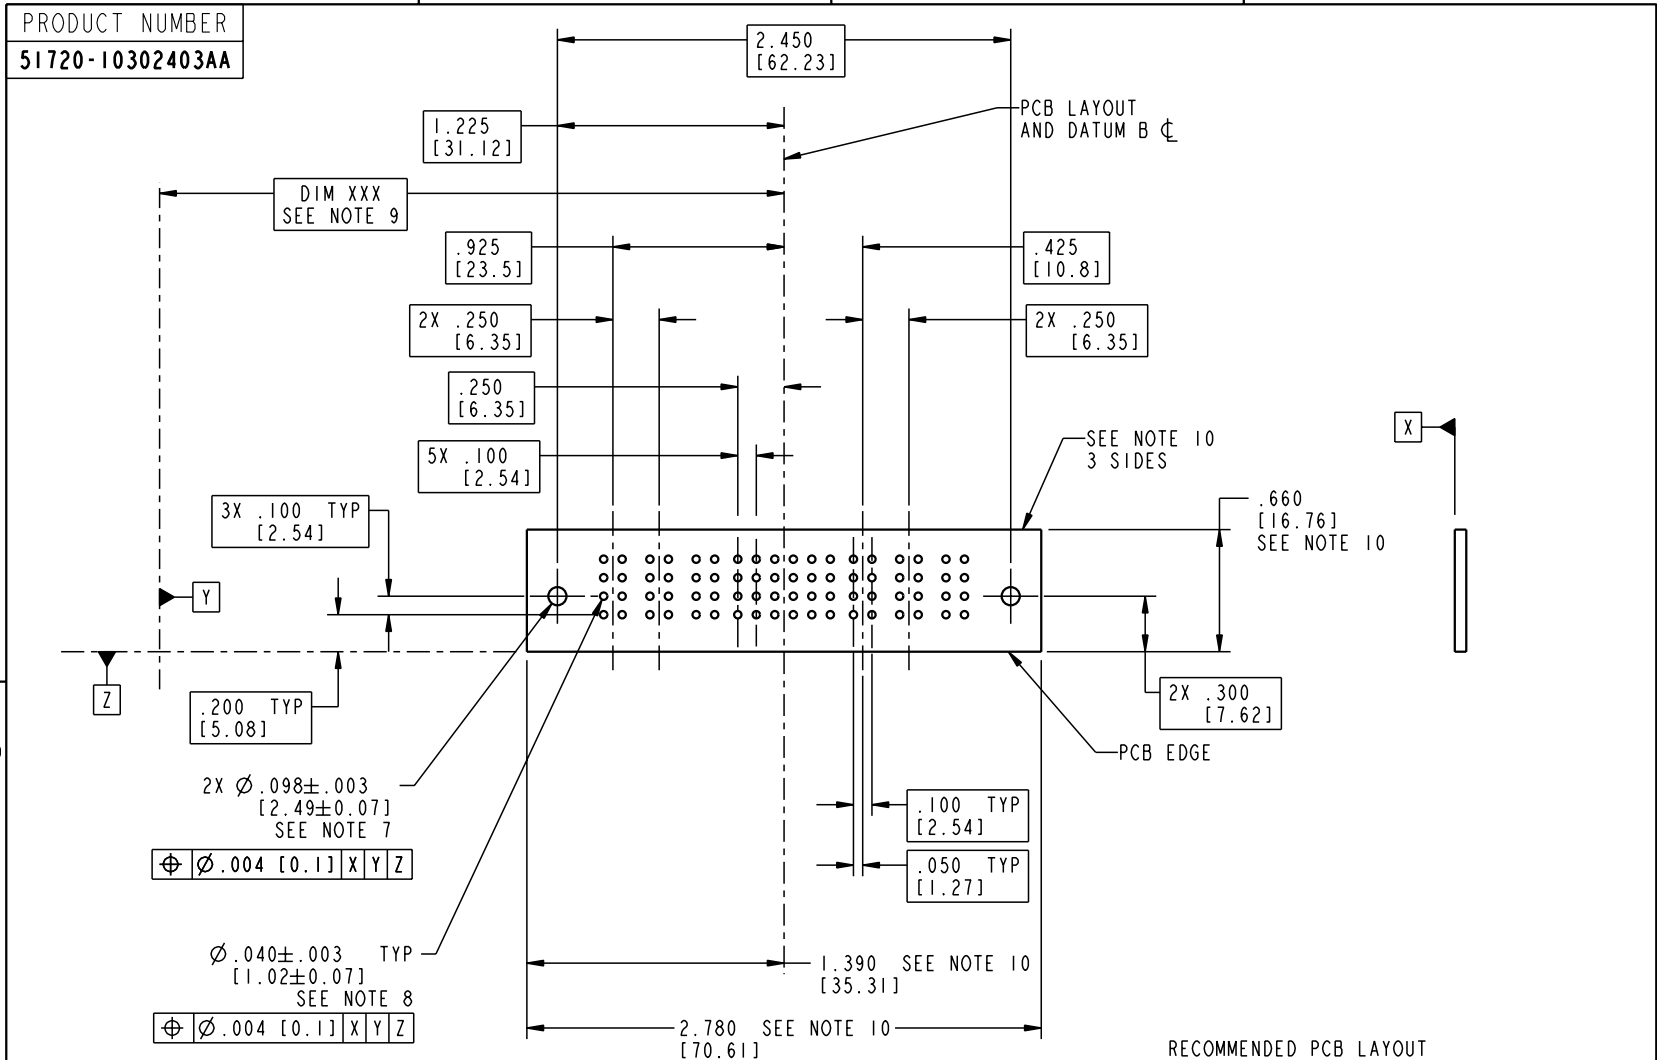 PRODUCT NUMBER
51720-10302403AA
2.450
[62.23]
1.225
[31.12]
PCB LAYOUT
AND DATUM B ℄
DIM XXX
SEE NOTE 9
.925
[23.5]
.425
[10.8]
2X .250
[6.35]
2X .250
[6.35]
.250
[6.35]
5X .100
[2.54]
SEE NOTE 10
3 SIDES
X
3X .100 TYP
[2.54]
.660
[16.76]
SEE NOTE 10
Y
Z
.200 TYP
[5.08]
2X .300
[7.62]
PCB EDGE
2X Ø.098±.003
[2.49±0.07]
SEE NOTE 7
⌖ Ø.004 [0.1] X Y Z
.100 TYP
[2.54]
.050 TYP
[1.27]
Ø.040±.003 TYP
[1.02±0.07]
SEE NOTE 8
⌖ Ø.004 [0.1] X Y Z
1.390 SEE NOTE 10
[35.31]
2.780 SEE NOTE 10
[70.61]
RECOMMENDED PCB LAYOUT